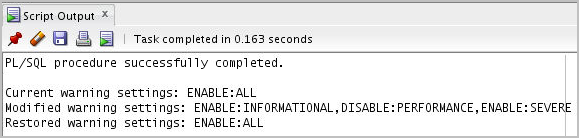 Script Output x
Task completed in 0.163 seconds
PL/SQL procedure successfully completed.
Current warning settings: ENABLE:ALL
Modified warning settings: ENABLE:INFORMATIONAL,DISABLE:PERFORMANCE,ENABLE:SEVERE
Restored warning settings: ENABLE:ALL